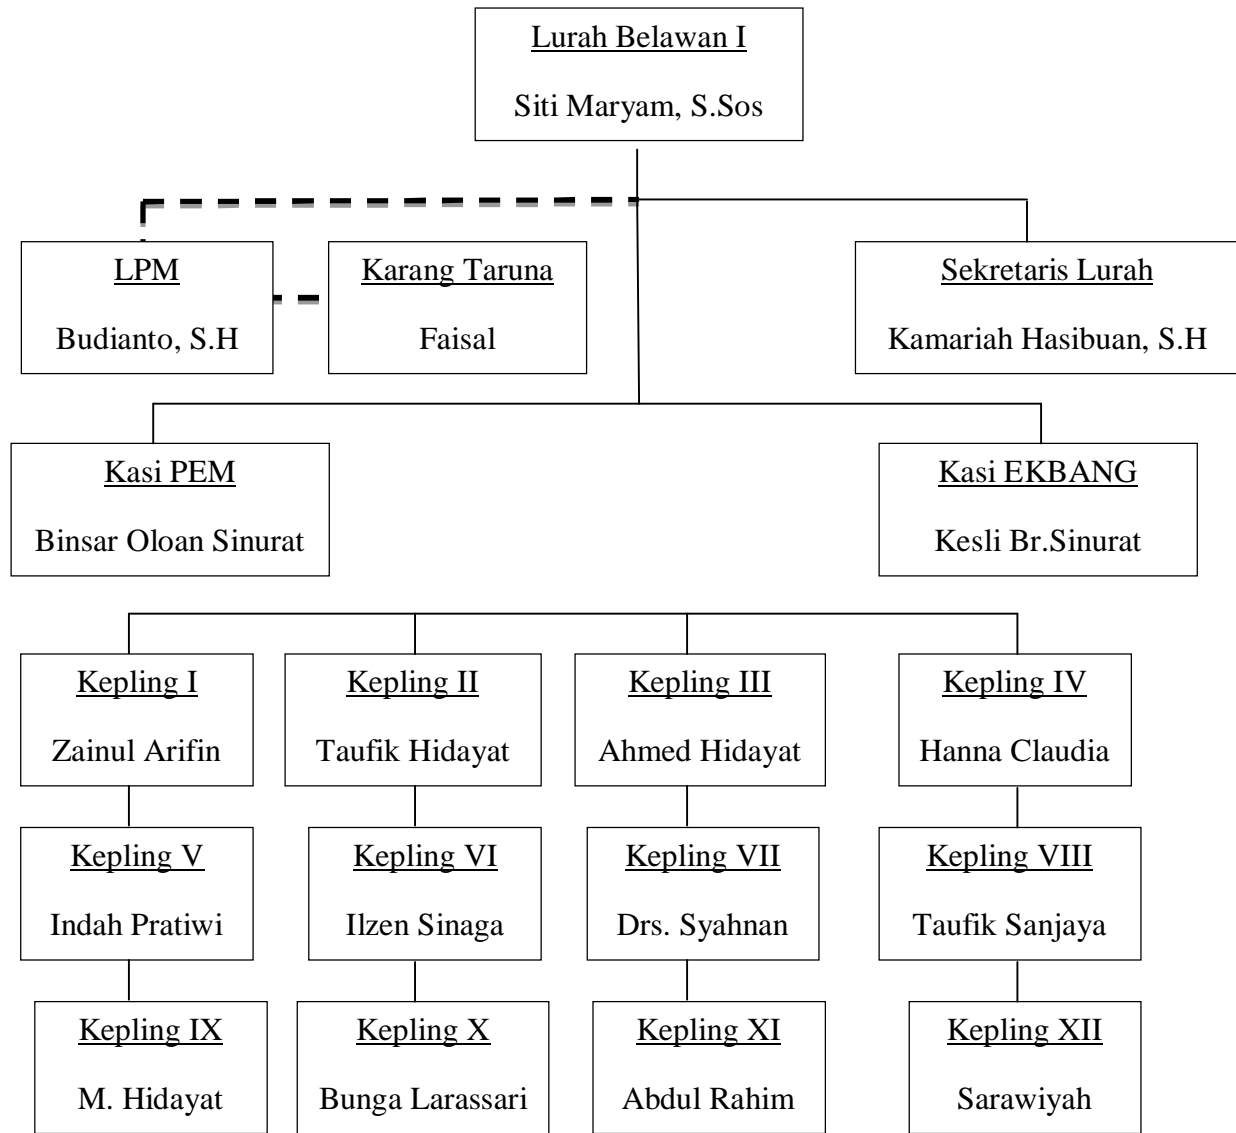 Lurah Belawan I
Siti Maryam, S.Sos
LPM
Budianto, S.H
Karang Taruna
Faisal
Sekretaris Lurah
Kamariah Hasibuan, S.H
Kasi PEM
Binsar Oloan Sinurat
Kasi EKBANG
Kesli Br.Sinurat
Kepling I
Zainul Arifin
Kepling II
Taufik Hidayat
Kepling III
Ahmed Hidayat
Kepling IV
Hanna Claudia
Kepling V
Indah Pratiwi
Kepling VI
Ilzen Sinaga
Kepling VII
Drs. Syahnan
Kepling VIII
Taufik Sanjaya
Kepling IX
M. Hidayat
Kepling X
Bunga Larassari
Kepling XI
Abdul Rahim
Kepling XII
Sarawiyah